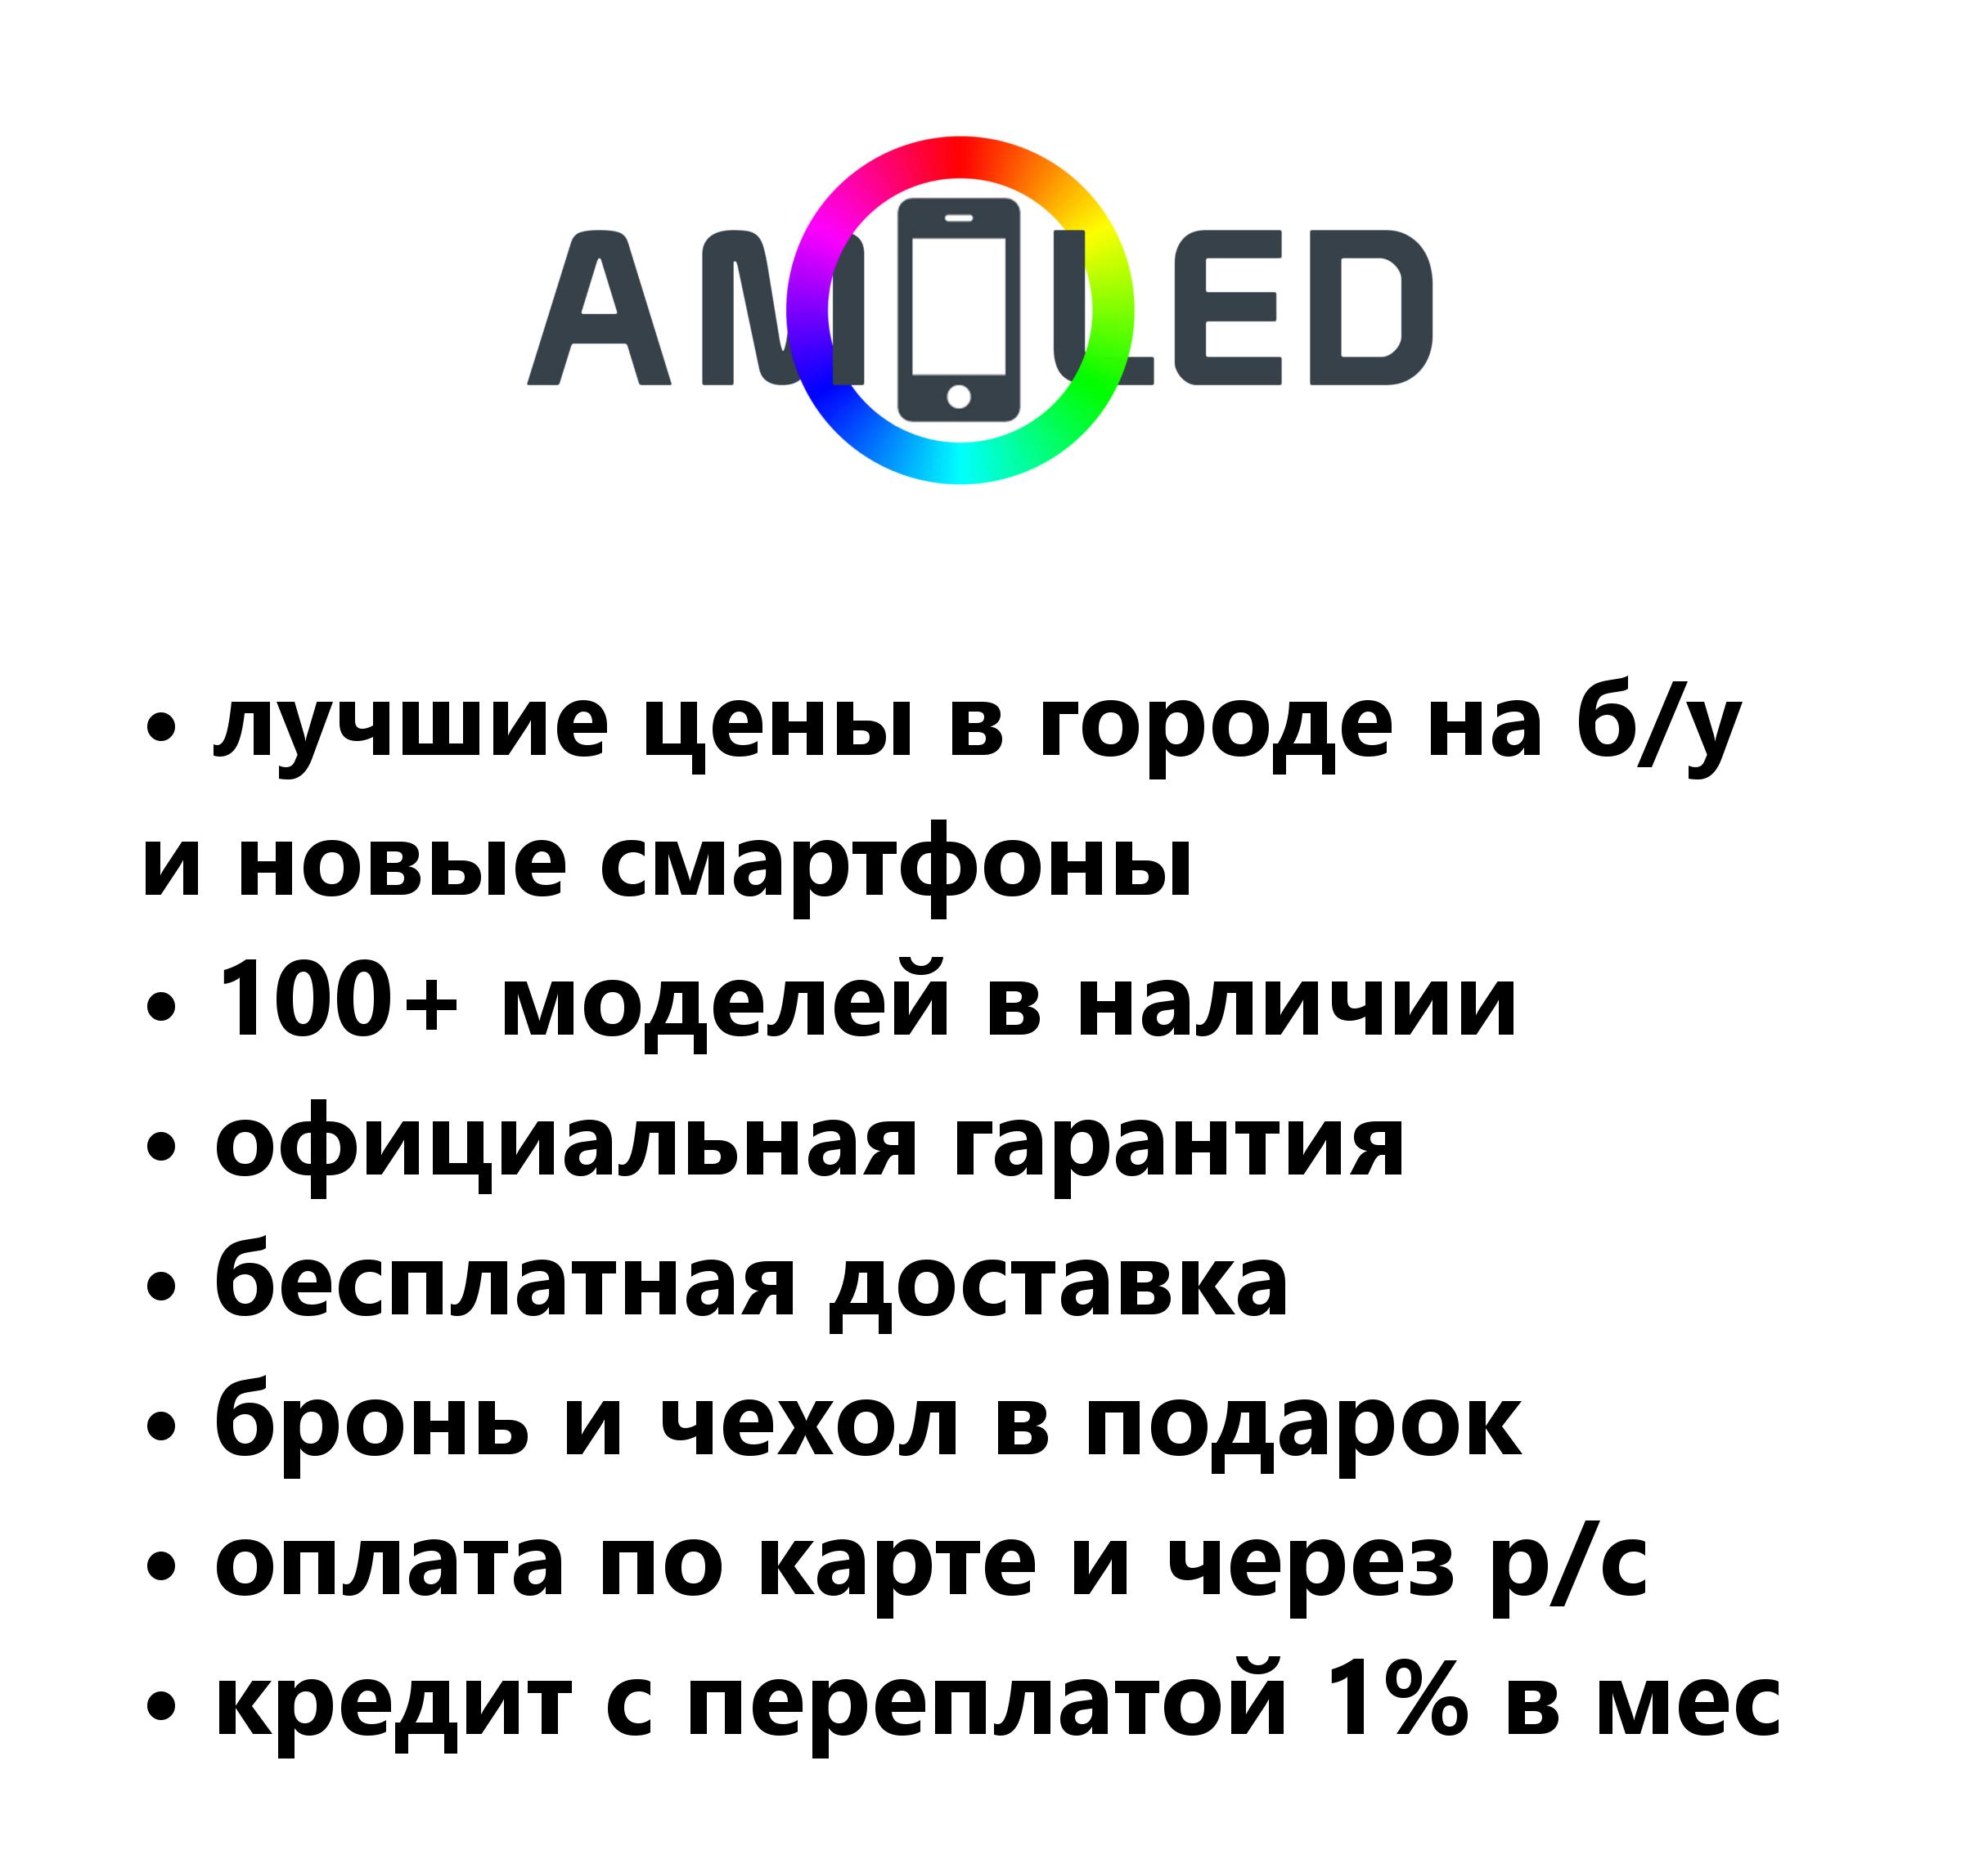 AMOLED
• лучшие цены в городе на б/у
и новые смартфоны
• 100+ моделей в наличии
• официальная гарантия
• бесплатная доставка
• бронь и чехол в подарок
• оплата по карте и через р/с
• кредит с переплатой 1% в мес